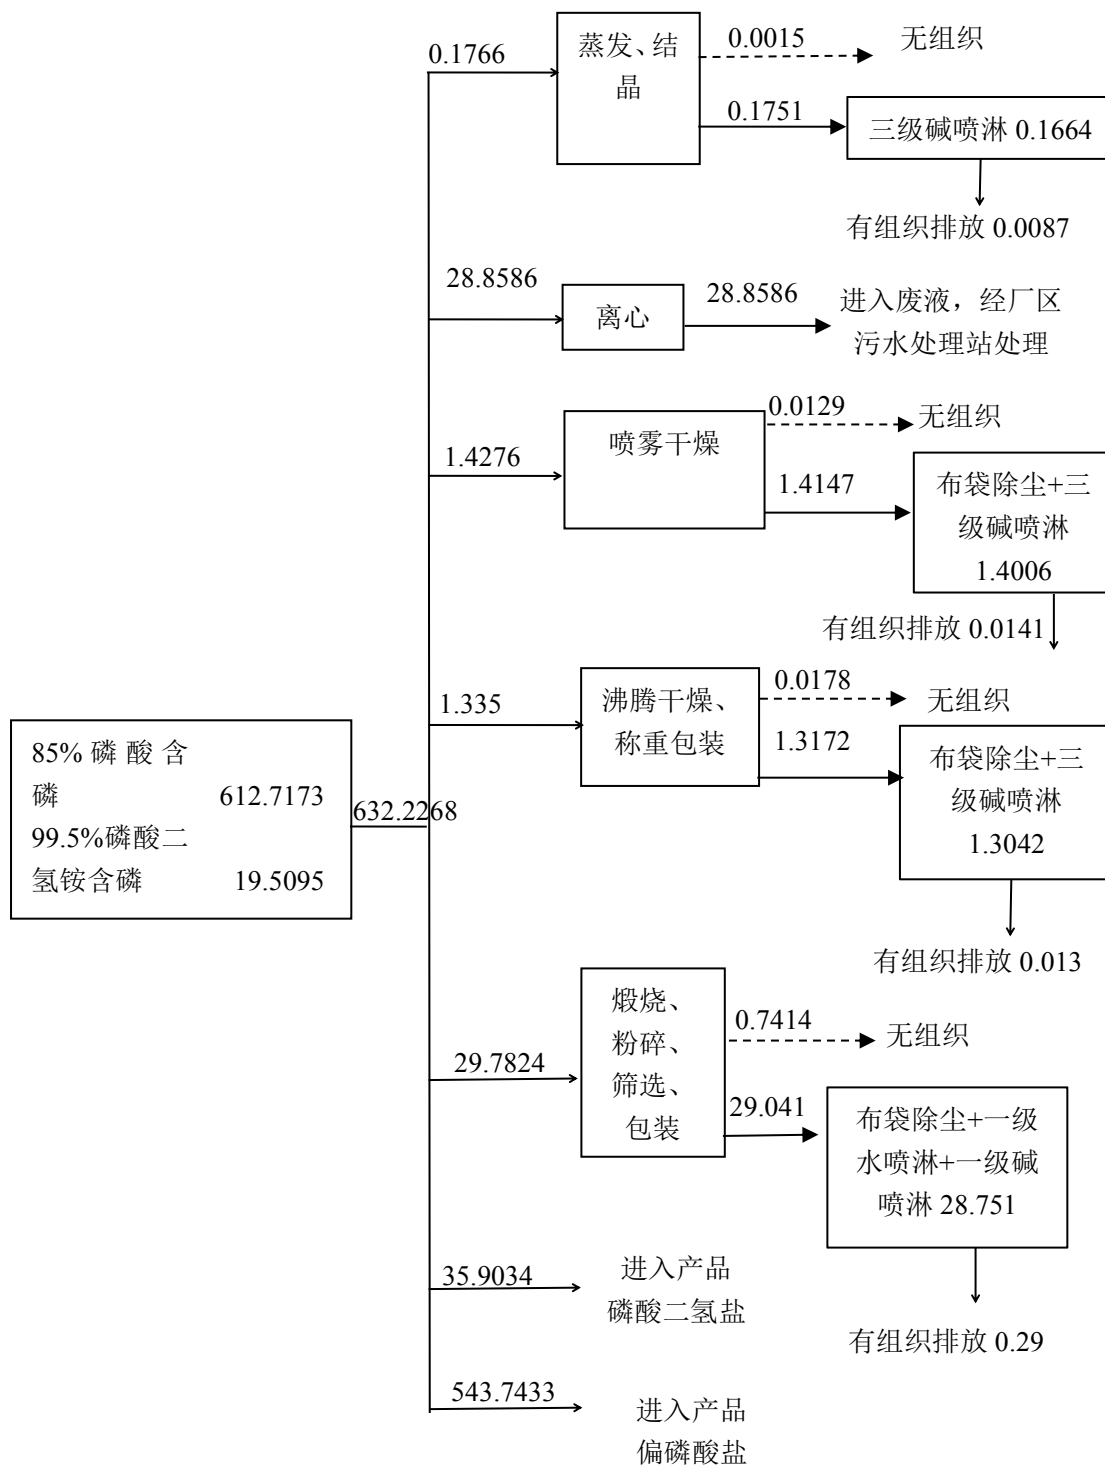 0.1766
蒸发、结
晶
0.0015
无组织
0.1751
三级碱喷淋 0.1664
有组织排放 0.0087
28.8586
离心
28.8586
进入废液，经厂区
污水处理站处理
1.4276
喷雾干燥
0.0129
无组织
1.4147
布袋除尘+三
级碱喷淋
1.4006
有组织排放 0.0141
1.335
沸腾干燥、
称重包装
0.0178
无组织
1.3172
布袋除尘+三
级碱喷淋
1.3042
有组织排放 0.013
85% 磷 酸 含
磷 612.7173
99.5%磷酸二
氢铵含磷 19.5095
632.2268
29.7824
煅烧、
粉碎、
筛选、
包装
0.7414
无组织
29.041
布袋除尘+一级
水喷淋+一级碱
喷淋 28.751
有组织排放 0.29
35.9034
进入产品
磷酸二氢盐
543.7433
进入产品
偏磷酸盐